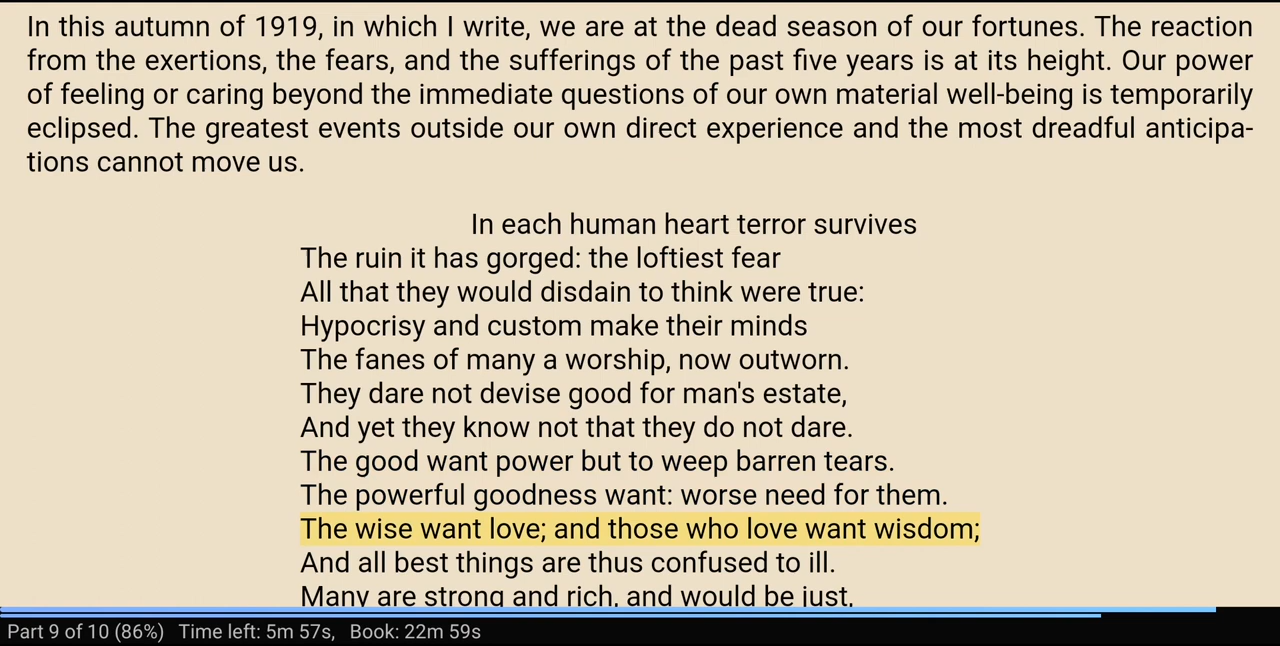 In this autumn of 1919, in which I write, we are at the dead season of our fortunes. The reaction
from the exertions, the fears, and the sufferings of the past five years is at its height. Our power
of feeling or caring beyond the immediate questions of our own material well-being is temporarily
eclipsed. The greatest events outside our own direct experience and the most dreadful anticipa-
tions cannot move us.
In each human heart terror survives
The ruin it has gorged: the loftiest fear
All that they would disdain to think were true:
Hypocrisy and custom make their minds
The fanes of many a worship, now outworn.
They dare not devise good for man's estate,
And yet they know not that they do not dare.
The good want power but to weep barren tears.
The powerful goodness want: worse need for them.
The wise want love; and those who love want wisdom;
And all best things are thus confused to ill.
Many are strong and rich, and would be just,
Part 9 of 10 (86%) Time left: 5m 57s, Book: 22m 59s